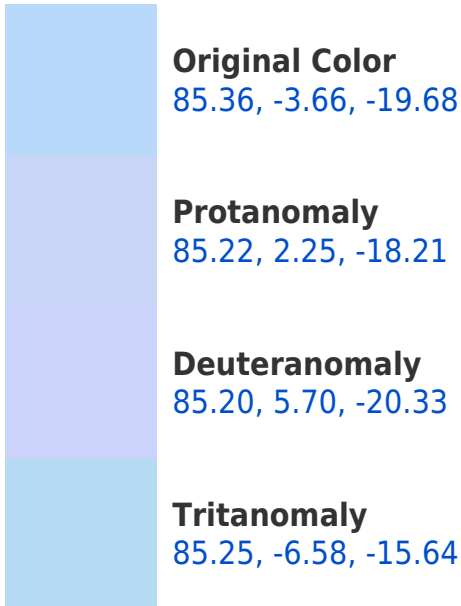 Original Color
85.36, -3.66, -19.68
Protanomaly
85.22, 2.25, -18.21
Deuteranomaly
85.20, 5.70, -20.33
Tritanomaly
85.25, -6.58, -15.64